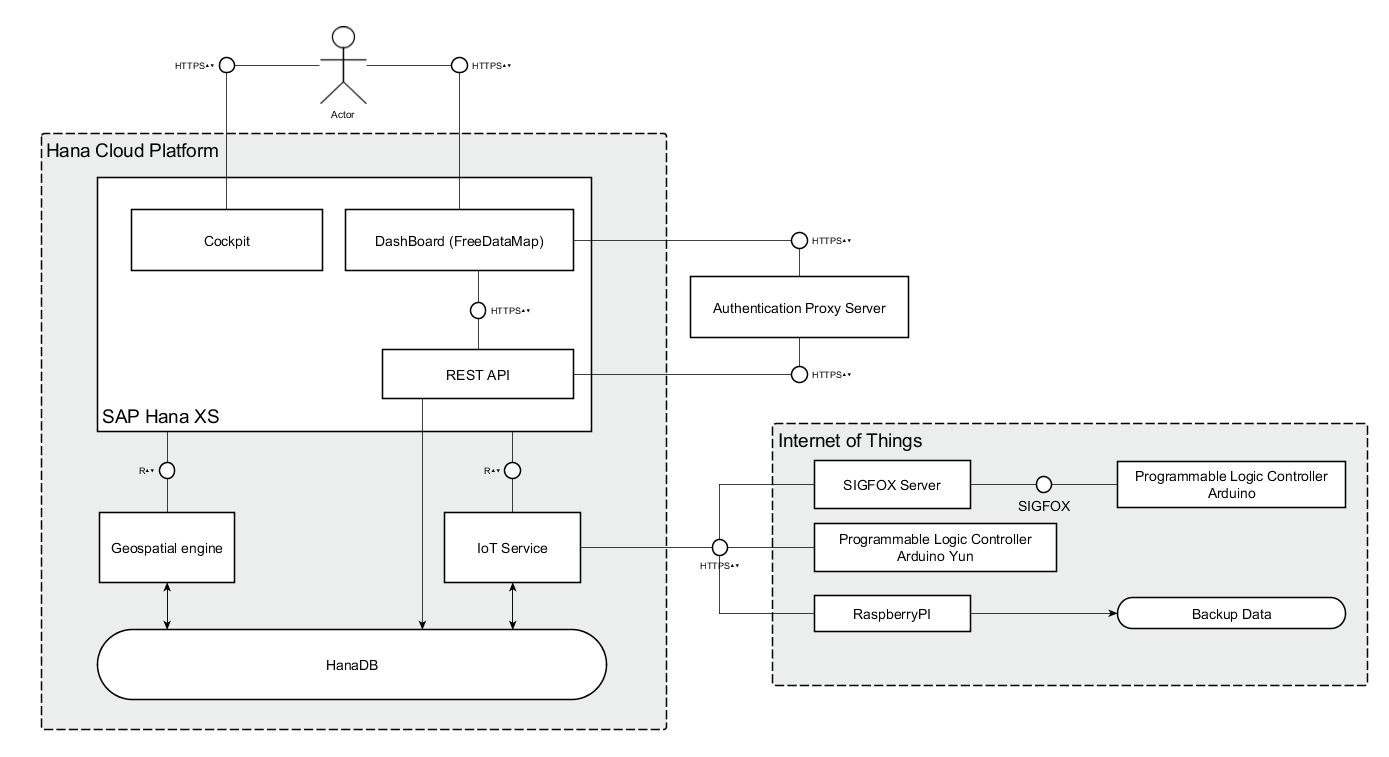 HTTPS▲▼
HTTPS▲▼
Actor
Hana Cloud Platform
Cockpit
DashBoard (FreeDataMap)
HTTPS▲▼
HTTPS▲▼
Authentication Proxy Server
REST API
HTTPS▲▼
SAP Hana XS
Internet of Things
R▲▼
R▲▼
SIGFOX Server
SIGFOX
Programmable Logic Controller
Arduino
Geospatial engine
IoT Service
HTTPS▲▼
Programmable Logic Controller
Arduino Yun
RaspberryPI
Backup Data
HanaDB